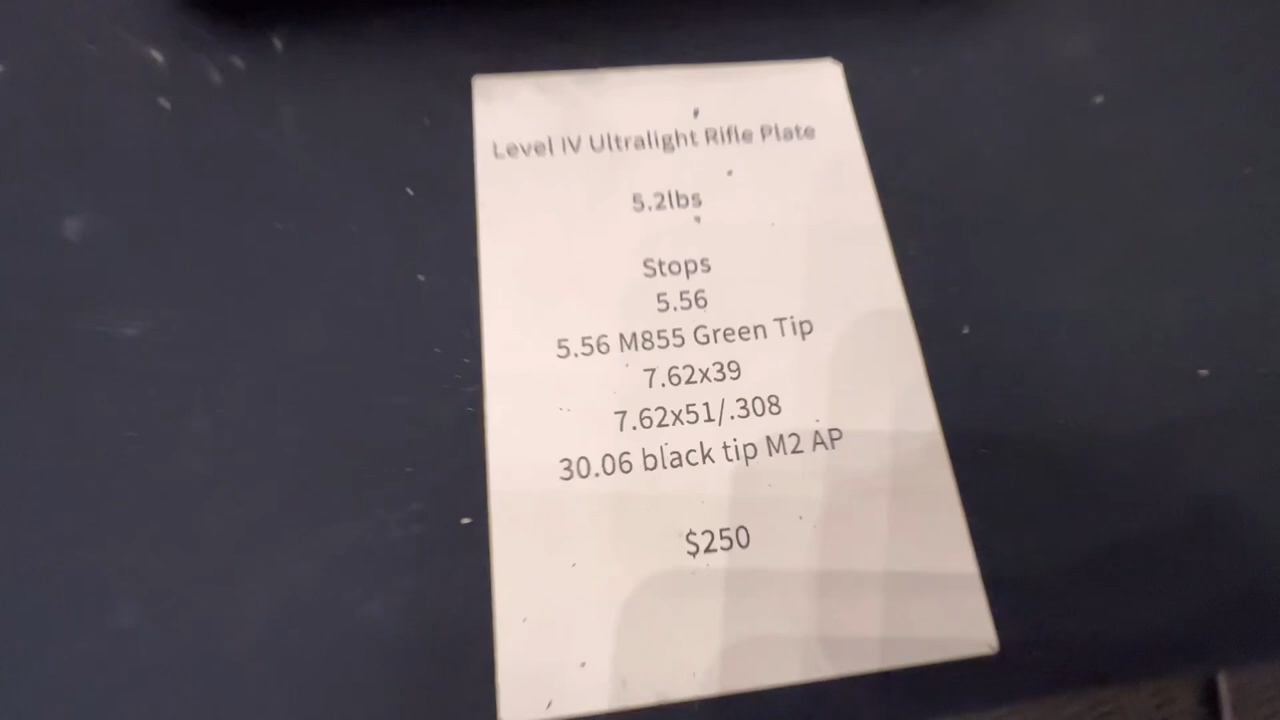 Level IV Ultralight Rifle Plate
5.2lbs
Stops
5.56
5.56 M855 Green Tip
7.62x39
7.62x51/.308
30.06 black tip M2 AP
$250